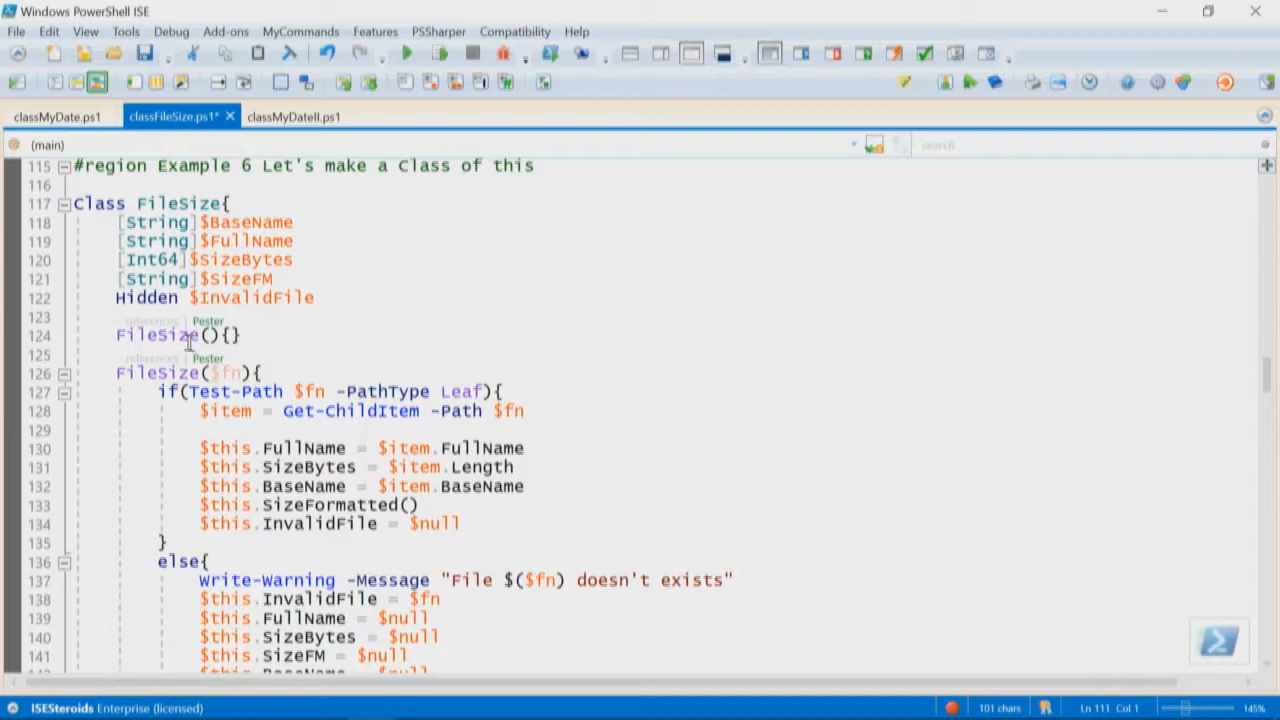 Windows PowerShell ISE
File Edit View Tools Debug Add-ons MyCommands Features PSSharper Compatibility Help
classMyDate.ps1 classFileSize.ps1* classMyDateII.ps1
(main) search
115 #region Example 6 Let's make a Class of this
116
117 Class FileSize{
118 [String]$BaseName
119 [String]$FullName
120 [Int64]$SizeBytes
121 [String]$SizeFM
122 Hidden $InvalidFile
123
- references | Pester
124 FileSize(){}
125
- references | Pester
126 FileSize($fn){
127 if(Test-Path $fn -PathType Leaf){
128 $item = Get-ChildItem -Path $fn
129
130 $this.FullName = $item.FullName
131 $this.SizeBytes = $item.Length
132 $this.BaseName = $item.BaseName
133 $this.SizeFormatted()
134 $this.InvalidFile = $null
135 }
136 else{
137 Write-Warning -Message "File $($fn) doesn't exists"
138 $this.InvalidFile = $fn
139 $this.FullName = $null
140 $this.SizeBytes = $null
141 $this.SizeFM = $null
ISESteroids Enterprise (licensed) 101 chars Ln 111 Col 1 145%